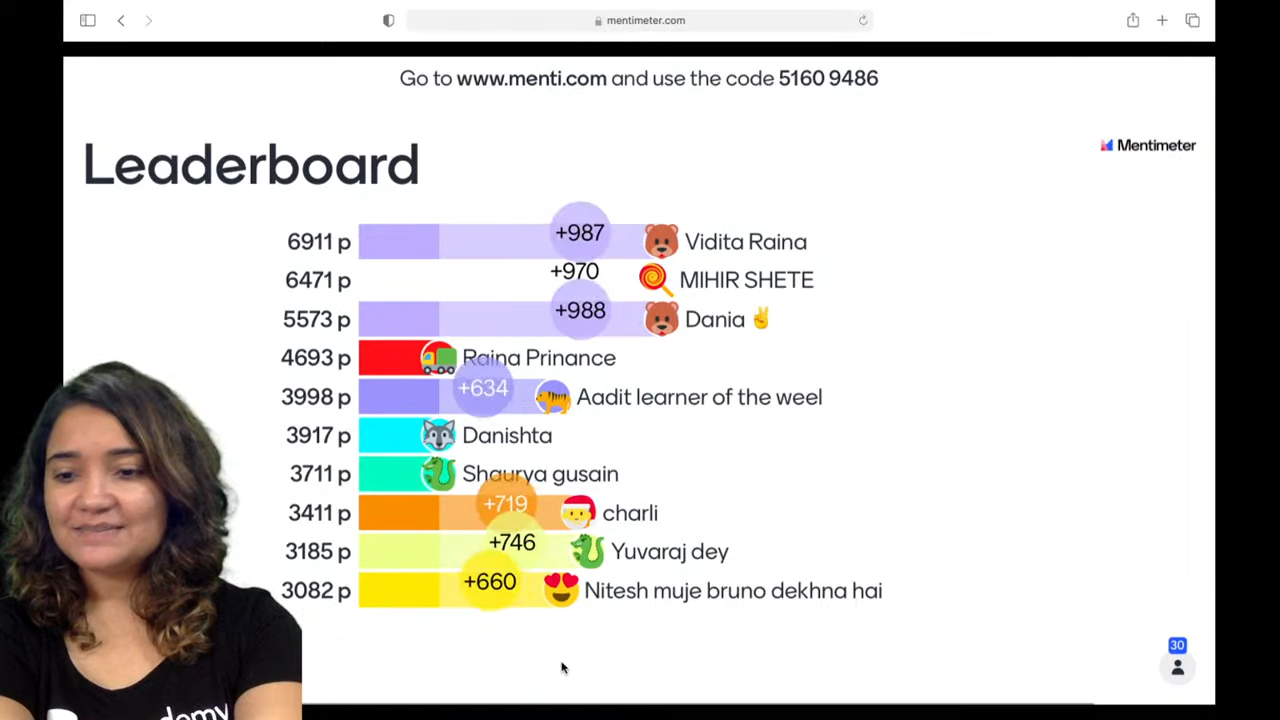 mentimeter.com
Go to www.menti.com and use the code 5160 9486
Leaderboard
Mentimeter
6911 p +987 Vidita Raina
6471 p +970 MIHIR SHETE
5573 p +988 Dania ✌
4693 p Raina Prinance
3998 p +634 Aadit learner of the weel
3917 p Danishta
3711 p Shaurya gusain
3411 p +719 charli
3185 p +746 Yuvaraj dey
3082 p +660 Nitesh muje bruno dekhna hai
30